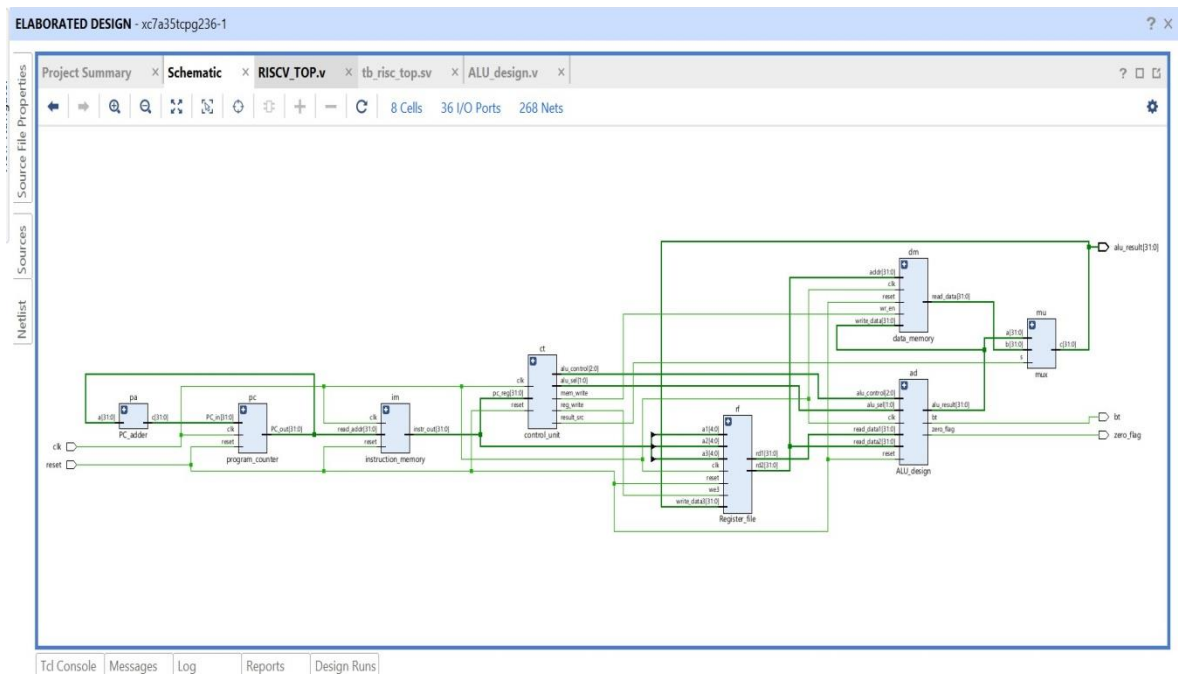 ELABORATED DESIGN - xc7a35tcpg236-1
? ×
Source File Properties
Sources
Netlist
Project Summary × Schematic × RISCV_TOP.v × tb_risc_top.sv × ALU_design.v ×
8 Cells 36 I/O Ports 268 Nets
clk
reset
pa
a[31:0]
c[31:0]
PC_adder
pc
PC_in[31:0]
clk
reset
PC_out[31:0]
program_counter
im
clk
read_addr[31:0]
reset
instr_out[31:0]
instruction_memory
ct
clk
pc_reg[31:0]
reset
alu_control[2:0]
alu_sel[1:0]
mem_write
reg_write
result_src
control_unit
rf
a1[4:0]
a2[4:0]
a3[4:0]
clk
reset
we3
write_data3[31:0]
rd1[31:0]
rd2[31:0]
Register_file
dm
addr[31:0]
clk
reset
wr_en
write_data[31:0]
read_data[31:0]
data_memory
ad
alu_control[2:0]
alu_sel[1:0]
clk
read_data1[31:0]
read_data2[31:0]
reset
alu_result[31:0]
bt
zero_flag
ALU_design
mu
a[31:0]
b[31:0]
s
c[31:0]
mux
alu_result[31:0]
bt
zero_flag
Tcl Console Messages Log Reports Design Runs